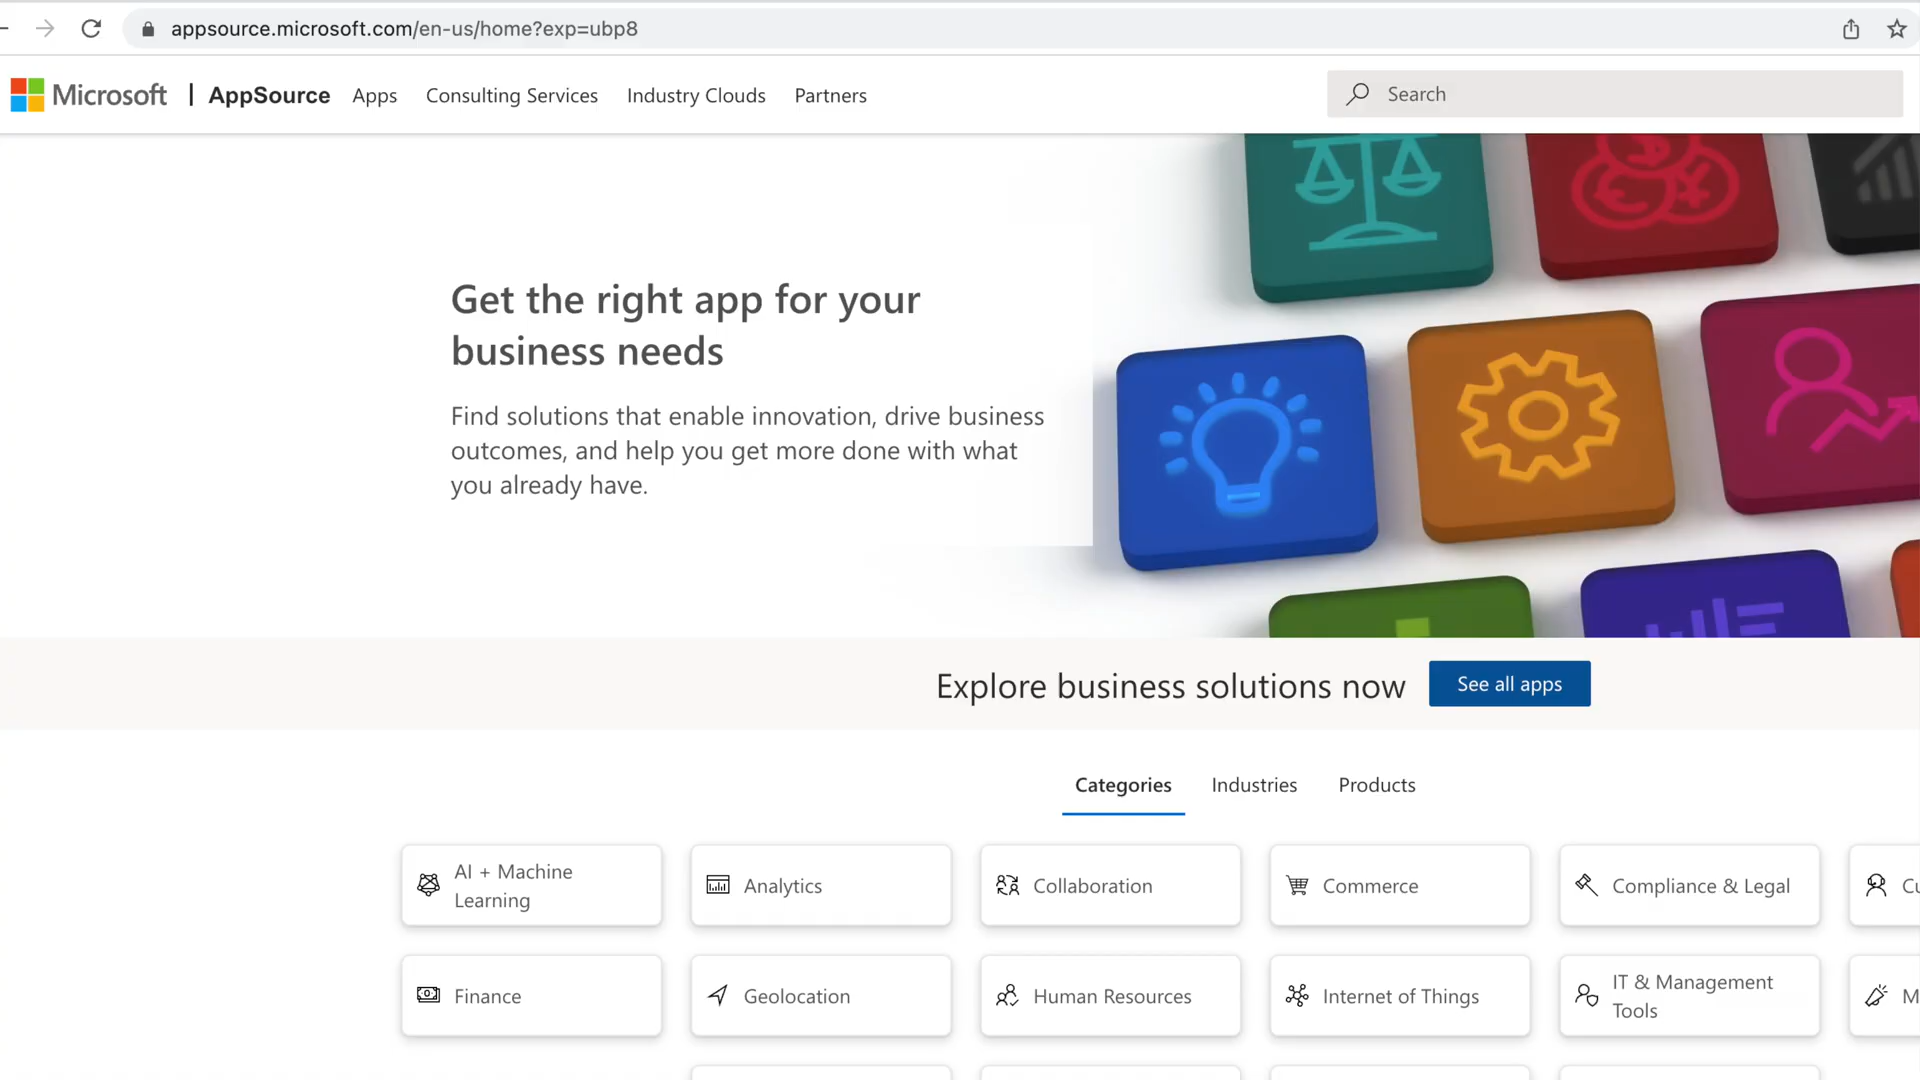 appsource.microsoft.com/en-us/home?exp=ubp8
Microsoft | AppSource Apps Consulting Services Industry Clouds Partners
Search
Get the right app for your
business needs
Find solutions that enable innovation, drive business
outcomes, and help you get more done with what
you already have.
Explore business solutions now
See all apps
Categories Industries Products
AI + Machine
Learning
Analytics
Collaboration
Commerce
Compliance & Legal
Finance
Geolocation
Human Resources
Internet of Things
IT & Management
Tools